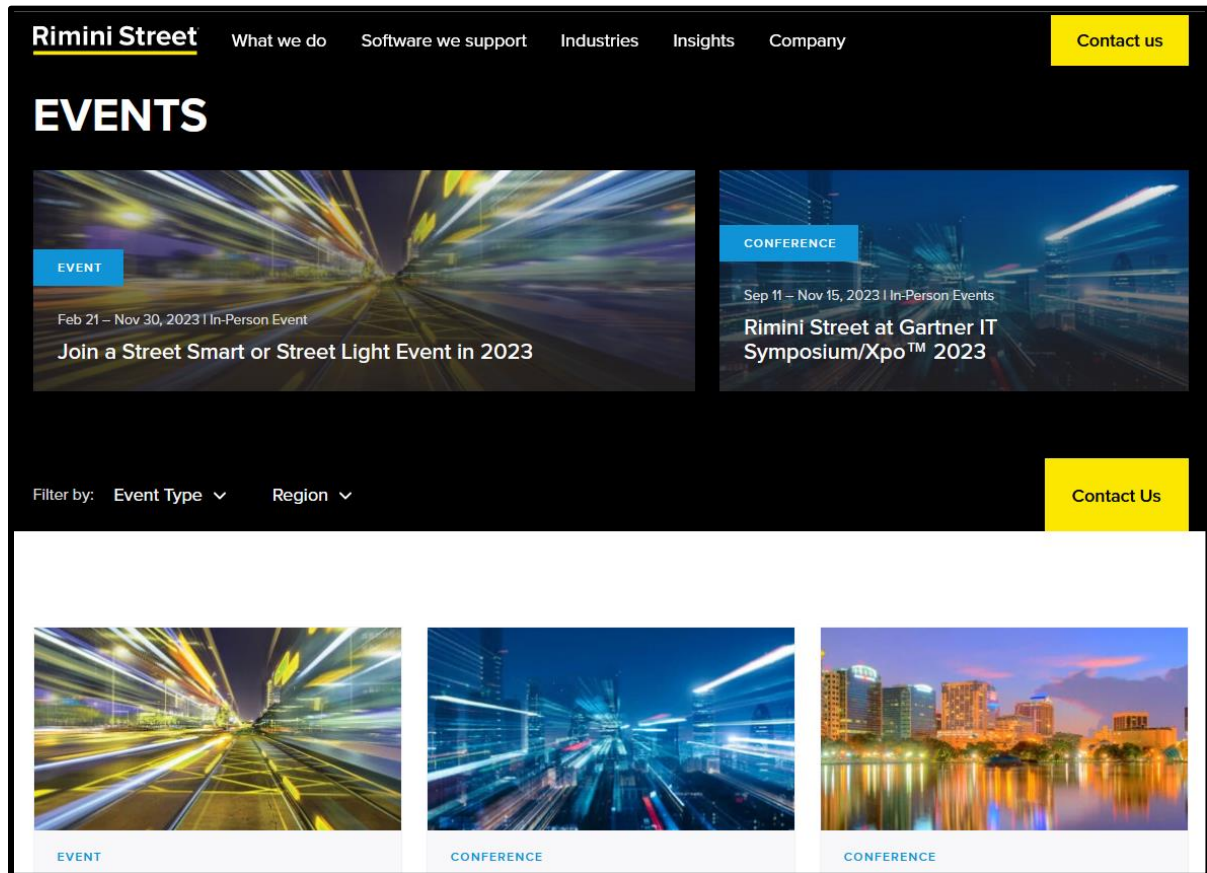 Rimini Street
What we do
Software we support
Industries
Insights
Company
Contact us
EVENTS
EVENT
Feb 21 – Nov 30, 2023 | In-Person Event
Join a Street Smart or Street Light Event in 2023
CONFERENCE
Sep 11 – Nov 15, 2023 | In-Person Events
Rimini Street at Gartner IT
Symposium/Xpo™ 2023
Filter by:
Event Type
Region
Contact Us
EVENT
CONFERENCE
CONFERENCE